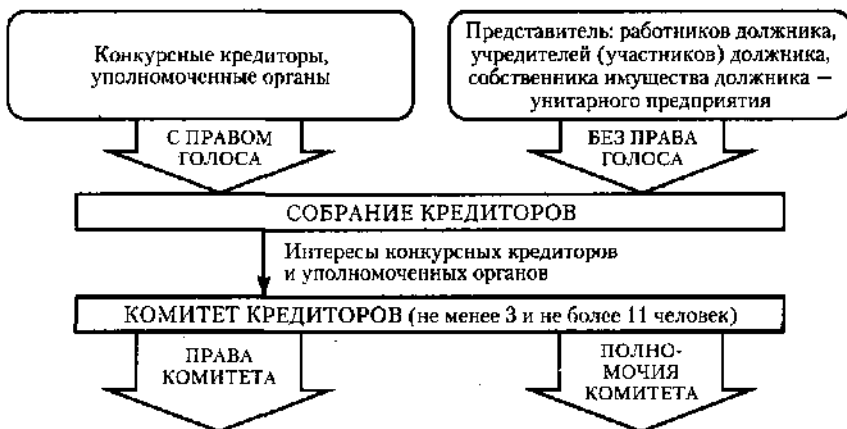 Конкурсные кредиторы,
уполномоченные органы
Представитель: работников должника,
учредителей (участников) должника,
собственника имущества должника —
унитарного предприятия
С ПРАВОМ
ГОЛОСА
БЕЗ ПРАВА
ГОЛОСА
СОБРАНИЕ КРЕДИТОРОВ
Интересы конкурсных кредиторов
и уполномоченных органов
КОМИТЕТ КРЕДИТОРОВ (не менее 3 и не более 11 человек)
ПРАВА
КОМИТЕТА
ПОЛНО-
МОЧИЯ
КОМИТЕТА